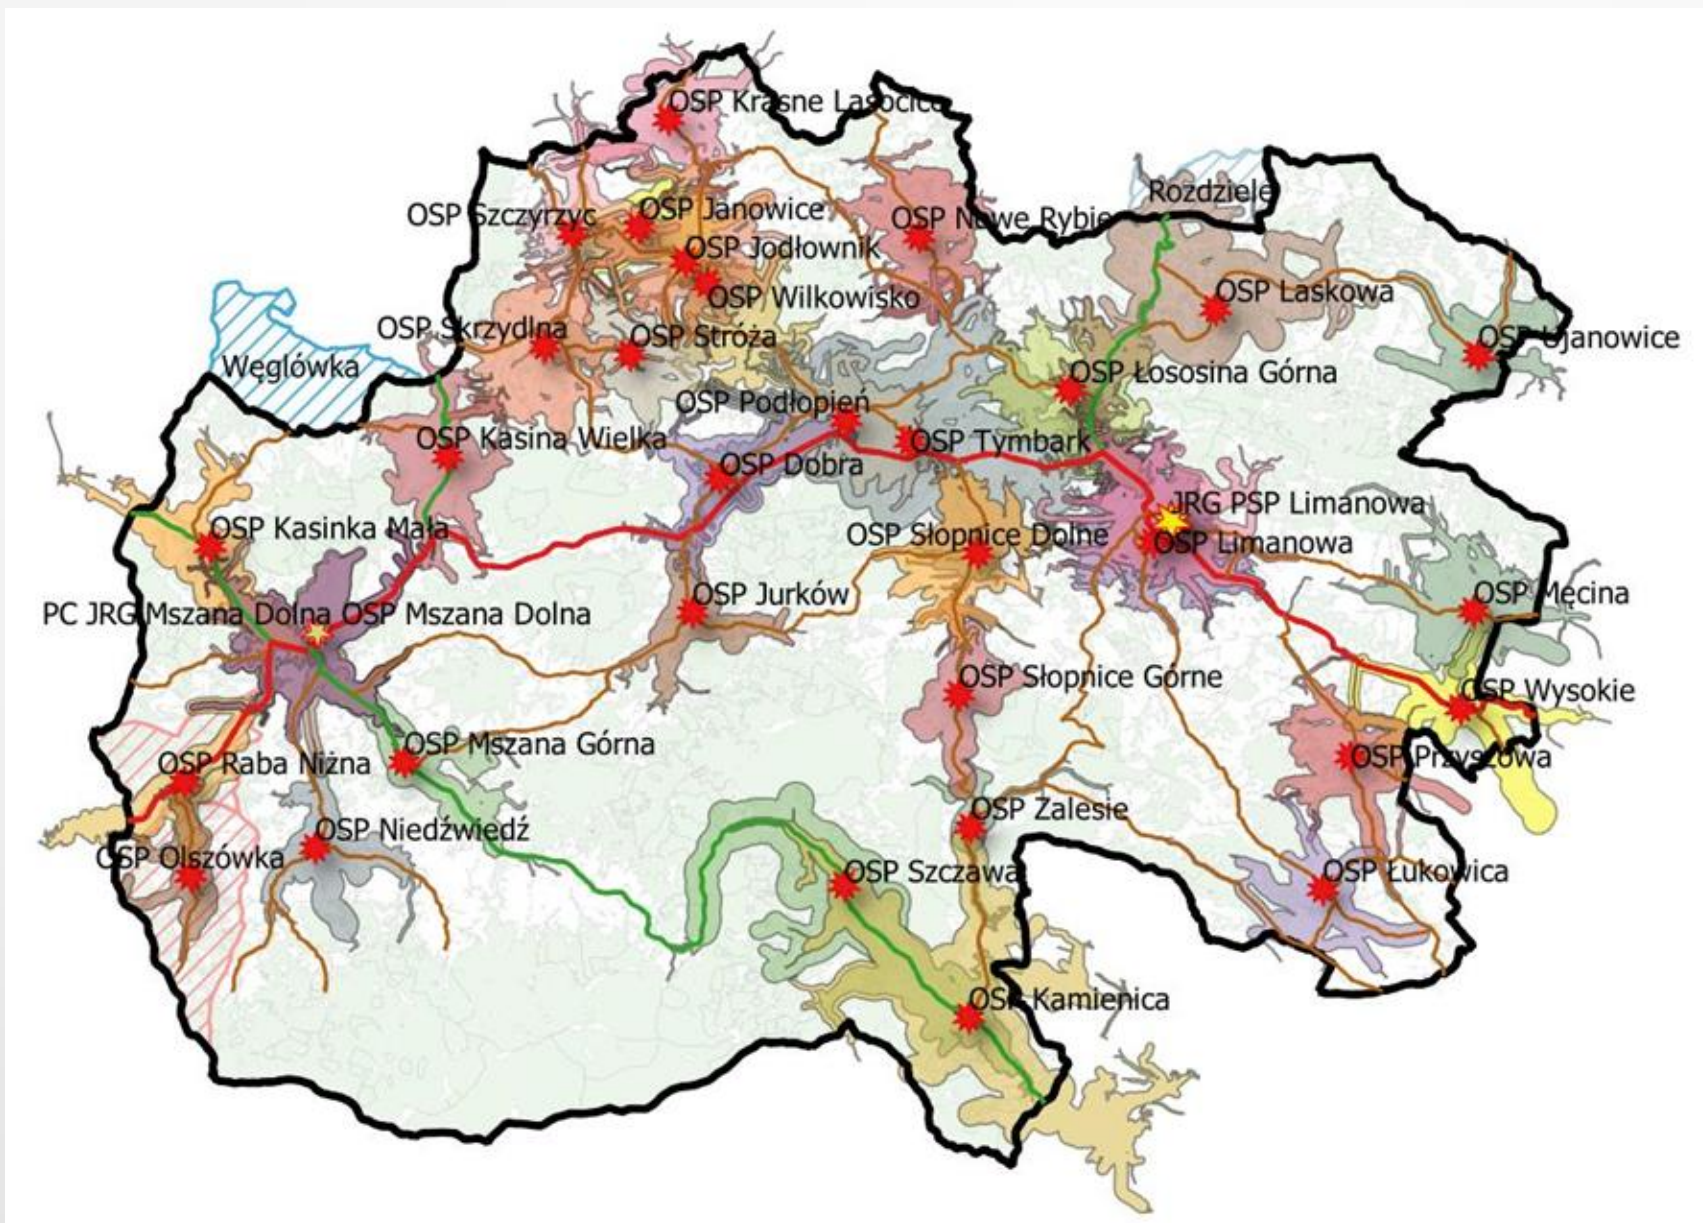 OSP Krasne Lasocice
Rozdziele
OSP Szczyrzyc
OSP Janowice
OSP Nowe Rybie
OSP Jodłownik
OSP Wilkowisko
OSP Laskowa
OSP Skrzydlna
OSP Stróża
OSP Ujanowice
Węglówka
OSP Łososina Górna
OSP Podłopień
OSP Kasina Wielka
OSP Tymbark
OSP Dobra
JRG PSP Limanowa
OSP Kasinka Mała
OSP Słopnice Dolne
OSP Limanowa
OSP Jurków
OSP Męcina
PC JRG Mszana Dolna OSP Mszana Dolna
OSP Słopnice Górne
OSP Wysokie
OSP Mszana Górna
OSP Raba Niżna
OSP Przyszowa
OSP Zalesie
OSP Niedźwiedź
OSP Olszówka
OSP Szczawa
OSP Łukowica
OSP Kamienica